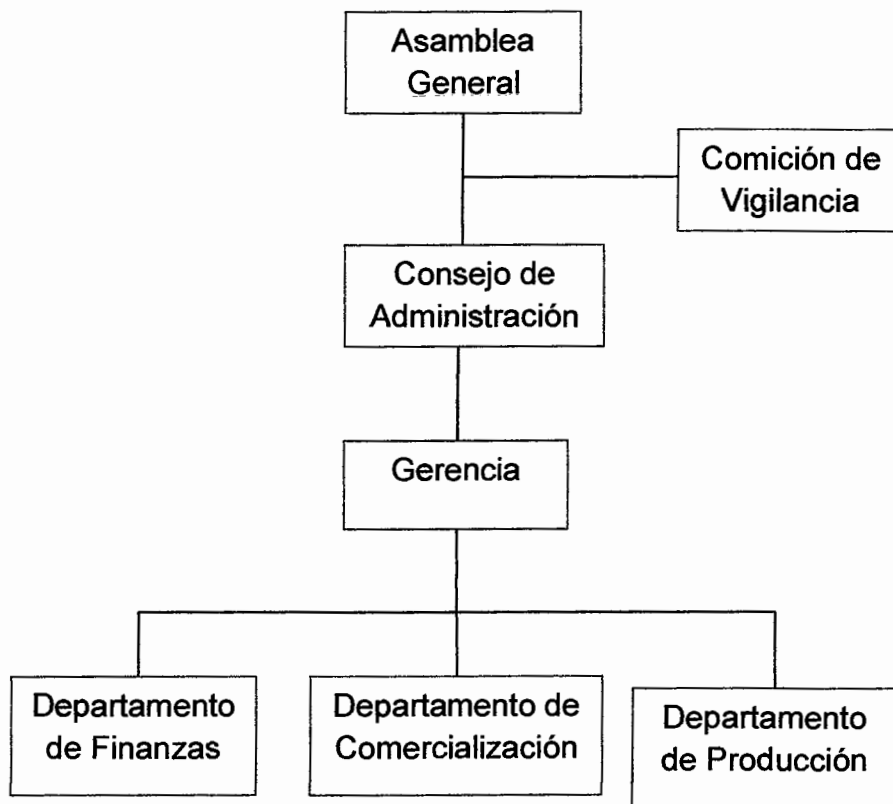 Asamblea
General
Comición de
Vigilancia
Consejo de
Administración
Gerencia
Departamento
de Finanzas
Departamento de
Comercialización
Departamento
de Producción